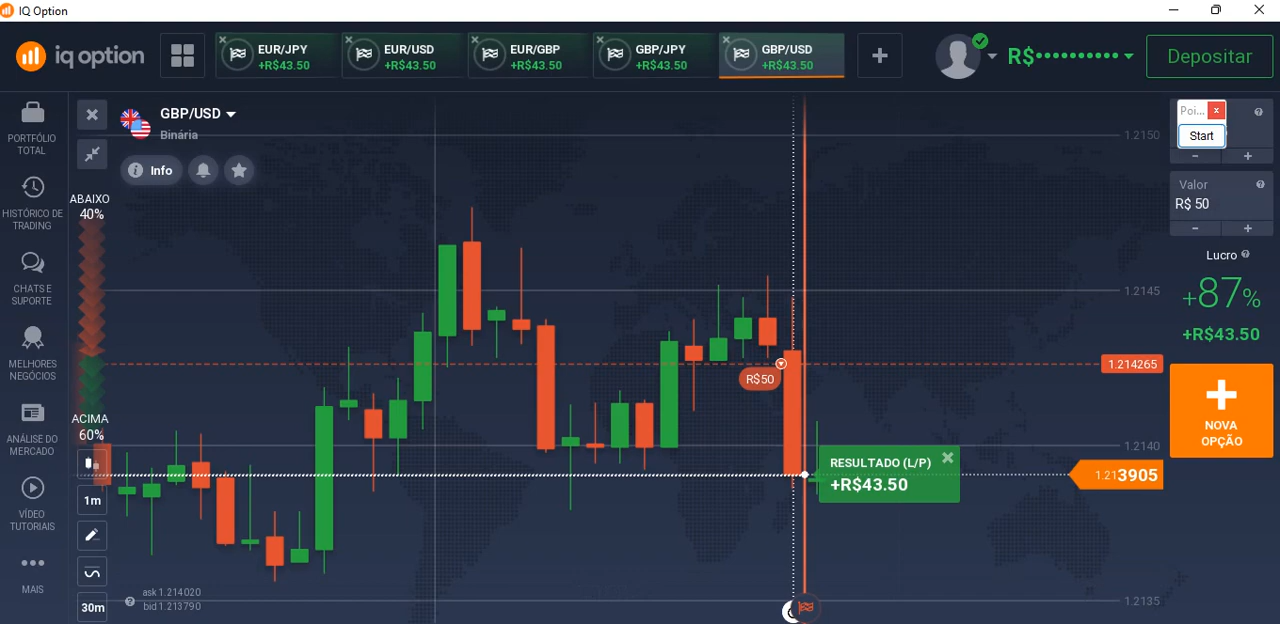 IQ Option
iq option
EUR/JPY
+R$43.50
EUR/USD
+R$43.50
EUR/GBP
+R$43.50
GBP/JPY
+R$43.50
GBP/USD
+R$43.50
R$••••••••••
Depositar
PORTFÓLIO
TOTAL
HISTÓRICO DE
TRADING
CHATS E
SUPORTE
MELHORES
NEGÓCIOS
ANÁLISE DO
MERCADO
VÍDEO
TUTORIAIS
MAIS
GBP/USD
Binária
Info
ABAIXO
40%
ACIMA
60%
1m
30m
ask 1.214020
bid 1.213790
R$50
RESULTADO (L/P)
+R$43.50
1.2150
1.2145
1.214265
1.2140
1.213905
1.2135
Poi...
Start
Valor
R$ 50
Lucro
+87%
+R$43.50
NOVA
OPÇÃO